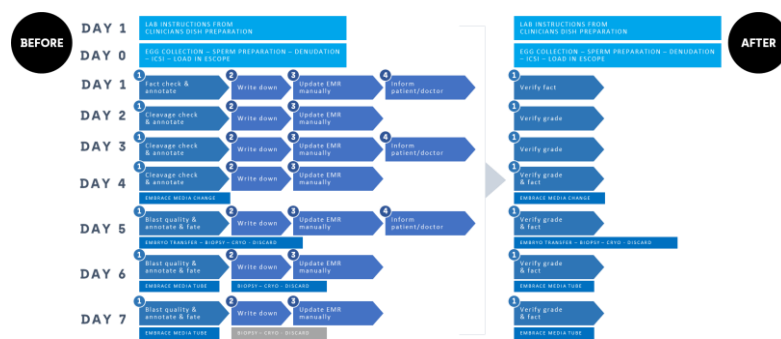 BEFORE
AFTER
DAY 1
LAB INSTRUCTIONS FROM
CLINICIANS DISH PREPARATION
LAB INSTRUCTIONS FROM
CLINICIANS DISH PREPARATION
DAY 0
EGG COLLECTION – SPERM PREPARATION – DENUDATION
– ICSI – LOAD IN ESCOPE
EGG COLLECTION – SPERM PREPARATION – DENUDATION
– ICSI – LOAD IN ESCOPE
DAY 1
1
Fact check &
annotate
2
Write down
3
Update EMR
manually
4
Inform
patient/doctor
1
Verify fact
DAY 2
1
Cleavage check
& annotate
2
Write down
3
Update EMR
manually
1
Verify grade
DAY 3
1
Cleavage check
& annotate
2
Write down
3
Update EMR
manually
4
Inform
patient/doctor
1
Verify grade
DAY 4
1
Cleavage check
& annotate
2
Write down
3
Update EMR
manually
1
Verify grade
& fact
EMBRACE MEDIA CHANGE
EMBRACE MEDIA CHANGE
DAY 5
1
Blast quality &
annotate & fate
2
Write down
3
Update EMR
manually
4
Inform
patient/doctor
1
Verify grade
& fact
EMBRYO TRANSFER – BIOPSY – CRYO - DISCARD
EMBRYO TRANSFER – BIOPSY – CRYO - DISCARD
DAY 6
1
Blast quality &
annotate & fate
2
Write down
3
Update EMR
manually
1
Verify grade
& fact
EMBRACE MEDIA TUBE
BIOPSY – CRYO - DISCARD
EMBRACE MEDIA TUBE
DAY 7
1
Blast quality &
annotate & fate
2
Write down
3
Update EMR
manually
1
Verify grade
& fact
EMBRACE MEDIA TUBE
BIOPSY – CRYO - DISCARD
EMBRACE MEDIA TUBE